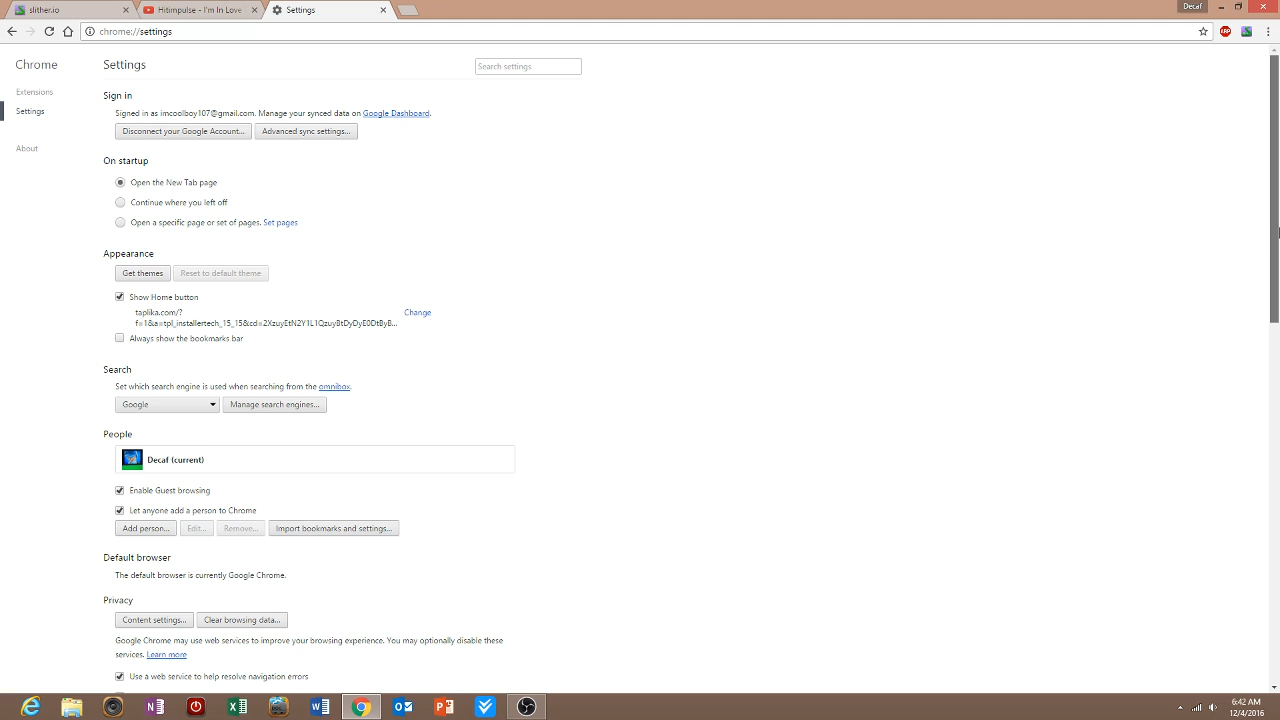 slither.io
Hitimpulse - I'm In Love
Settings
Decaf
chrome://settings
ABP
Chrome
Settings
Search settings
Extensions
Settings
About
Sign in
Signed in as imcoolboy107@gmail.com. Manage your synced data on Google Dashboard.
Disconnect your Google Account... Advanced sync settings...
On startup
Open the New Tab page
Continue where you left off
Open a specific page or set of pages. Set pages
Appearance
Get themes Reset to default theme
Show Home button
taplika.com/? Change
f=1&a=tpl_installertech_15_15&cd=2XzuyEtN2Y1L1QzuyBtDyDyE0DtByB...
Always show the bookmarks bar
Search
Set which search engine is used when searching from the omnibox.
Google Manage search engines...
People
Decaf (current)
Enable Guest browsing
Let anyone add a person to Chrome
Add person... Edit... Remove... Import bookmarks and settings...
Default browser
The default browser is currently Google Chrome.
Privacy
Content settings... Clear browsing data...
Google Chrome may use web services to improve your browsing experience. You may optionally disable these
services. Learn more
Use a web service to help resolve navigation errors
6:42 AM
12/4/2016